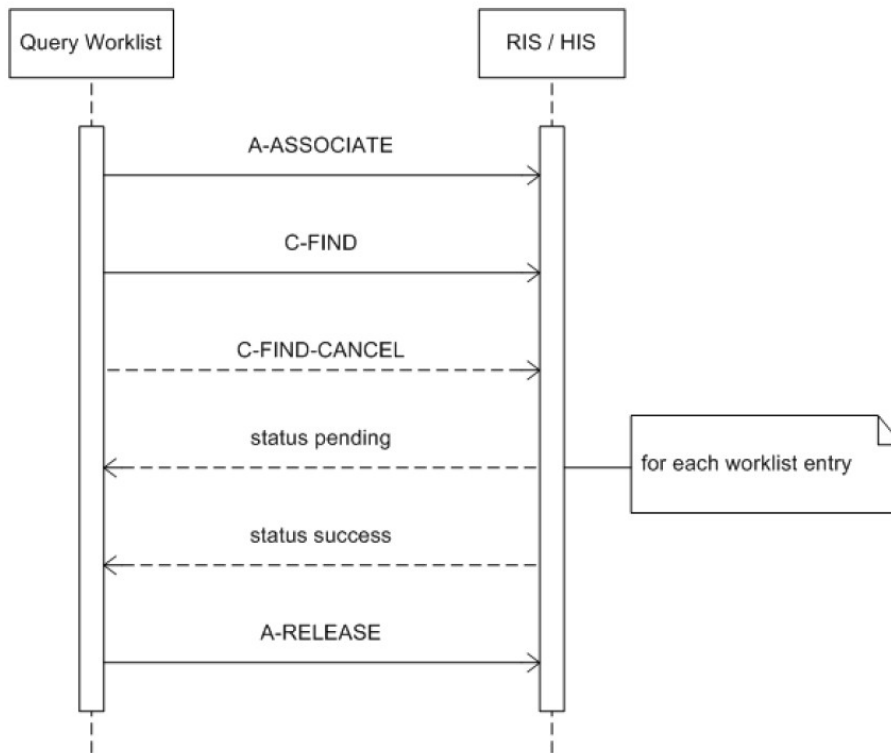 Query Worklist
RIS / HIS
A-ASSOCIATE
C-FIND
C-FIND-CANCEL
status pending
for each worklist entry
status success
A-RELEASE